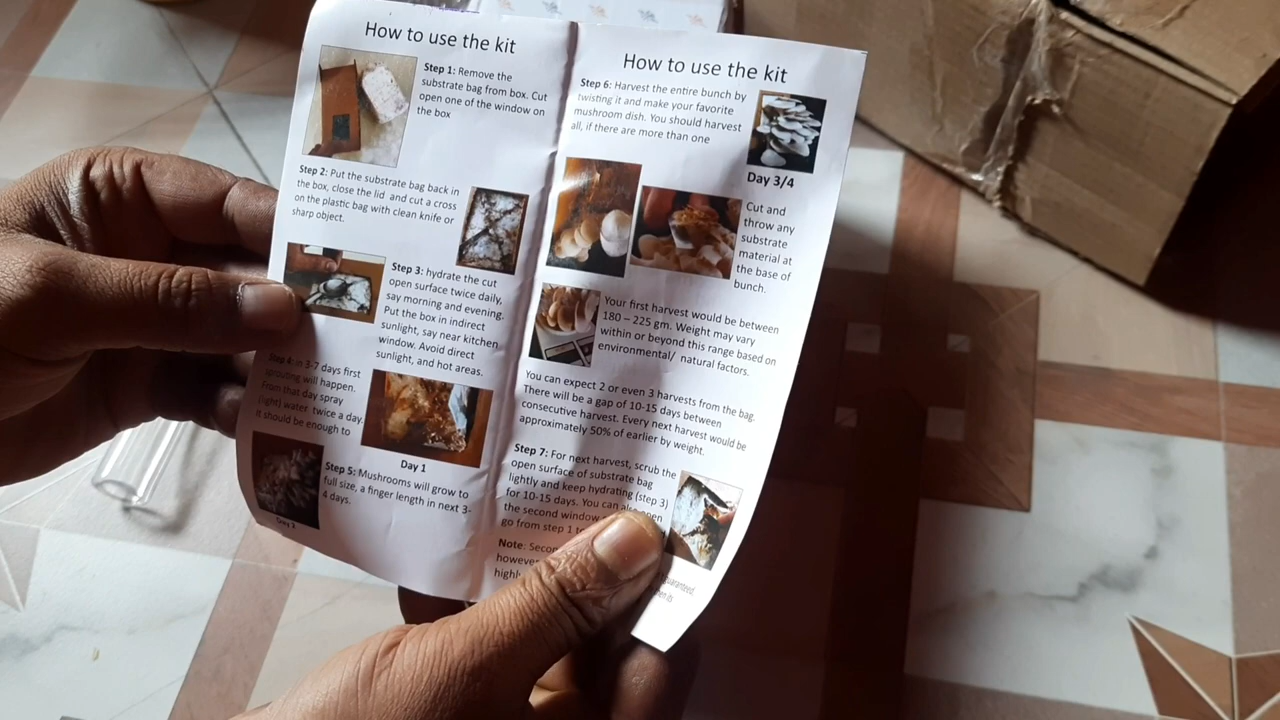 How to use the kit
Step 1: Remove the
substrate bag from box. Cut
open one of the window on
the box
Step 2: Put the substrate bag back in
the box, close the lid and cut a cross
on the plastic bag with clean knife or
sharp object.
Step 3: hydrate the cut
open surface twice daily,
say morning and evening.
Put the box in indirect
sunlight, say near kitchen
window. Avoid direct
sunlight, and hot areas.
Step 4: in 3-7 days first
sprouting will happen.
From that day spray
(light) water twice a day.
It should be enough to
Day 1
Step 5: Mushrooms will grow to
full size, a finger length in next 3-
4 days.
How to use the kit
Step 6: Harvest the entire bunch by
twisting it and make your favorite
mushroom dish. You should harvest
all, if there are more than one
Day 3/4
Cut and
throw any
substrate
material at
the base of
bunch.
Your first harvest would be between
180 – 225 gm. Weight may vary
within or beyond this range based on
environmental/ natural factors.
You can expect 2 or even 3 harvests from the bag.
There will be a gap of 10-15 days between
consecutive harvest. Every next harvest would be
approximately 50% of earlier by weight.
Step 7: For next harvest, scrub the
open surface of substrate bag
lightly and keep hydrating (step 3)
for 10-15 days. You can also open
the second window
go from step 1
Note:
however
guaranteed.